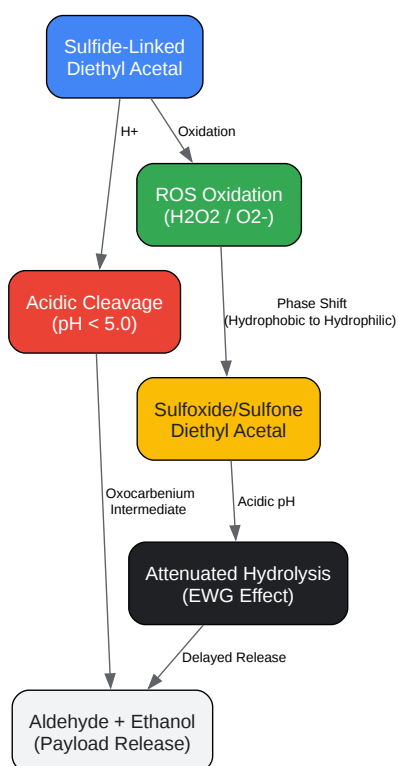 Sulfide-Linked
Diethyl Acetal
H+
Oxidation
ROS Oxidation
(H2O2 / O2-)
Acidic Cleavage
(pH < 5.0)
Phase Shift
(Hydrophobic to Hydrophilic)
Sulfoxide/Sulfone
Diethyl Acetal
Oxocarbenium
Intermediate
Acidic pH
Attenuated Hydrolysis
(EWG Effect)
Delayed Release
Aldehyde + Ethanol
(Payload Release)